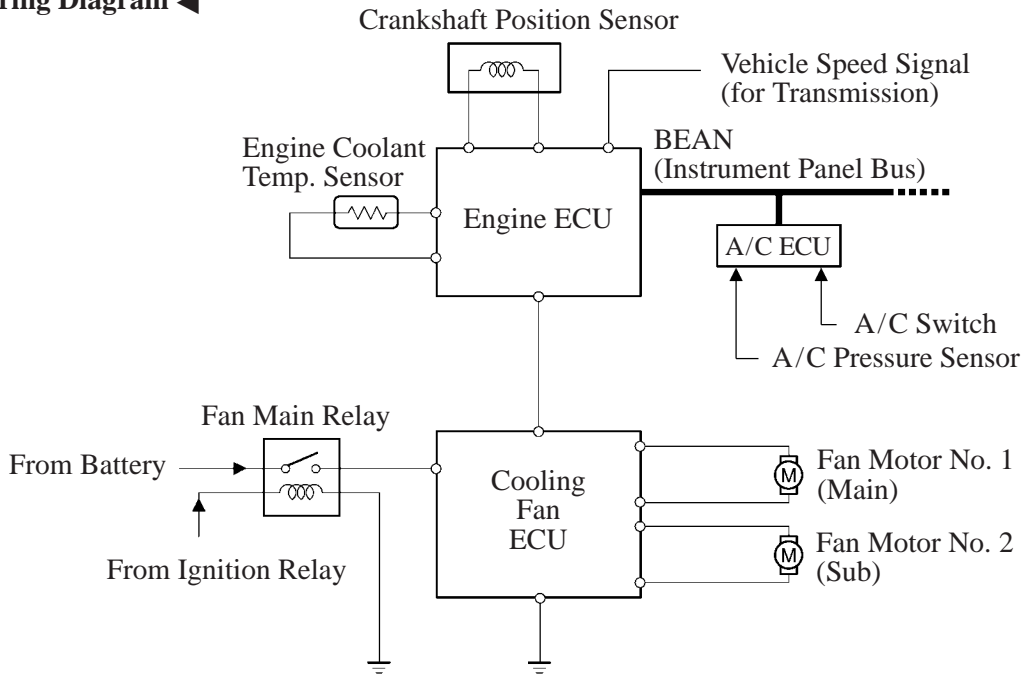 Diagram
Crankshaft Position Sensor
Vehicle Speed Signal
(for Transmission)
BEAN
(Instrument Panel Bus)
Engine Coolant
Temp. Sensor
Engine ECU
A/C ECU
A/C Switch
A/C Pressure Sensor
Fan Main Relay
From Battery
From Ignition Relay
Cooling
Fan
ECU
M
Fan Motor No. 1
(Main)
M
Fan Motor No. 2
(Sub)